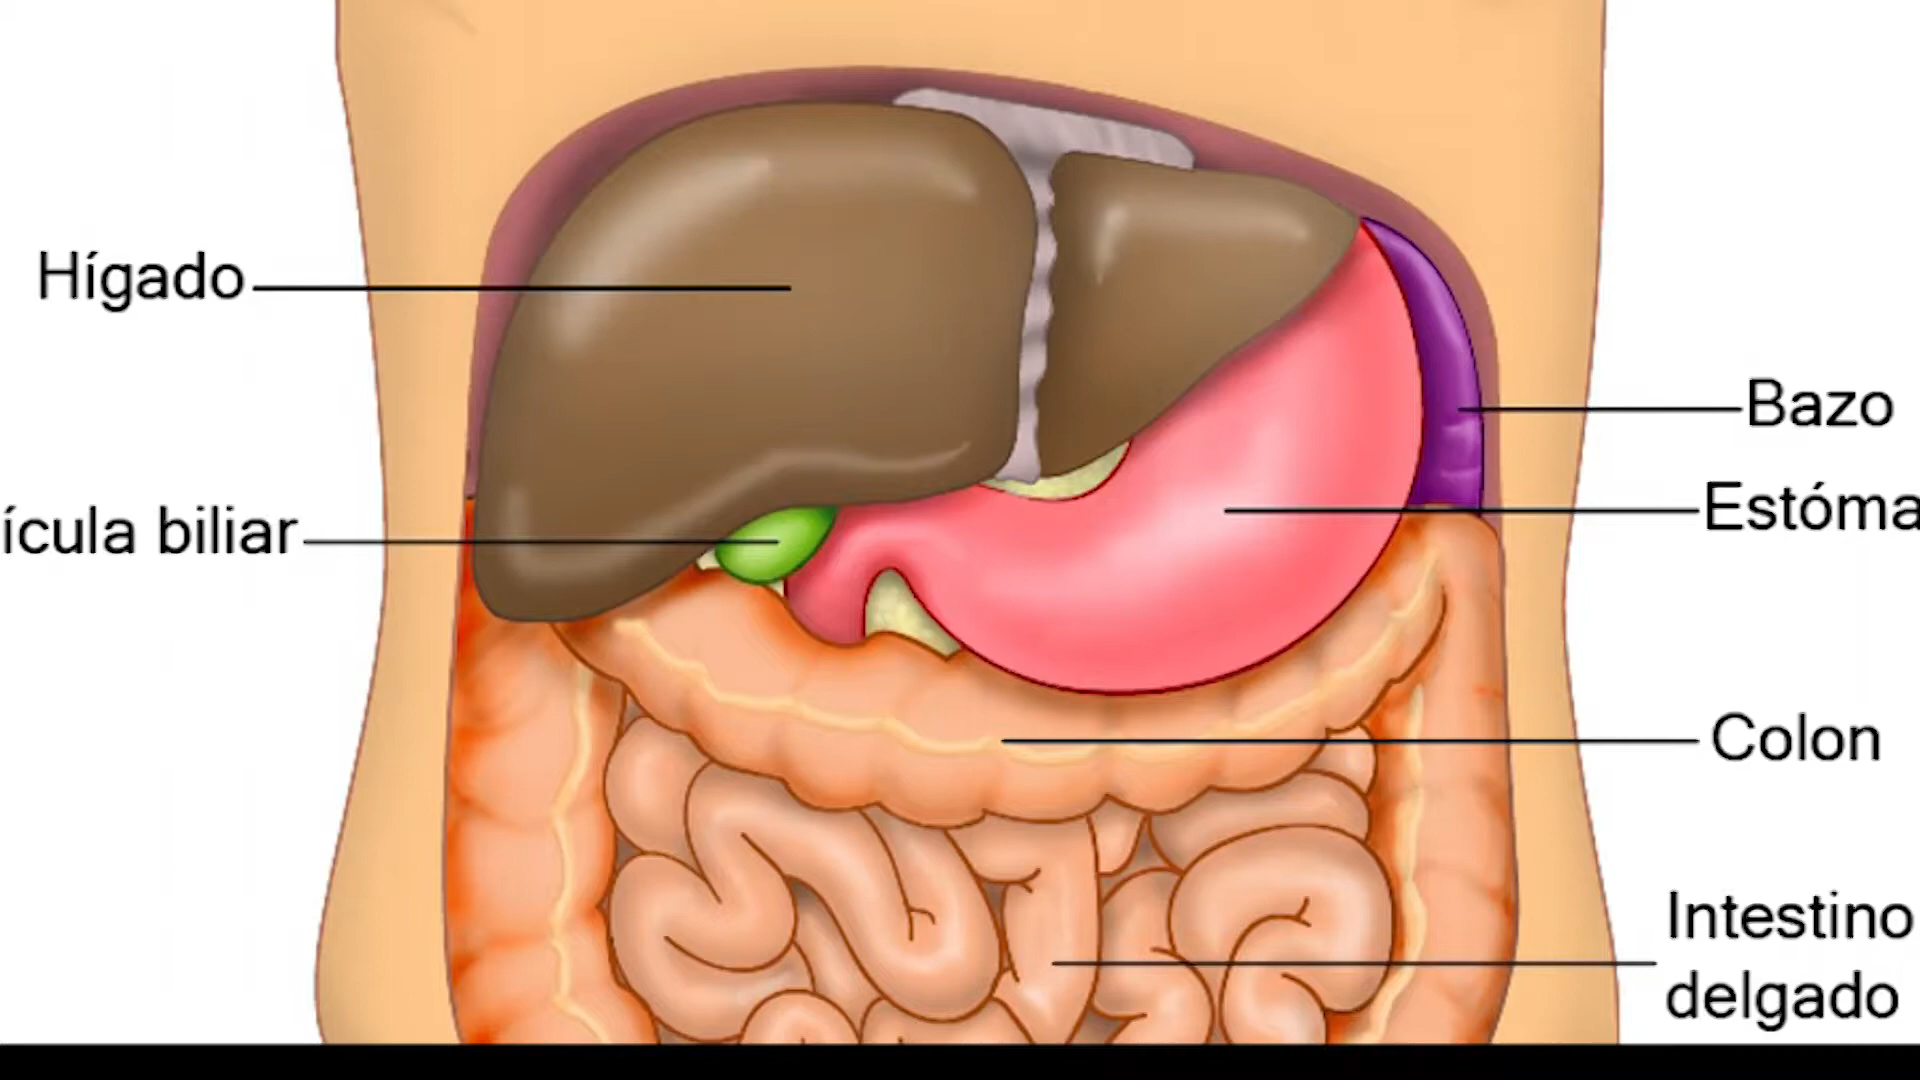 Hígado
Bazo
Estóma
ícula biliar
Colon
Intestino
delgado